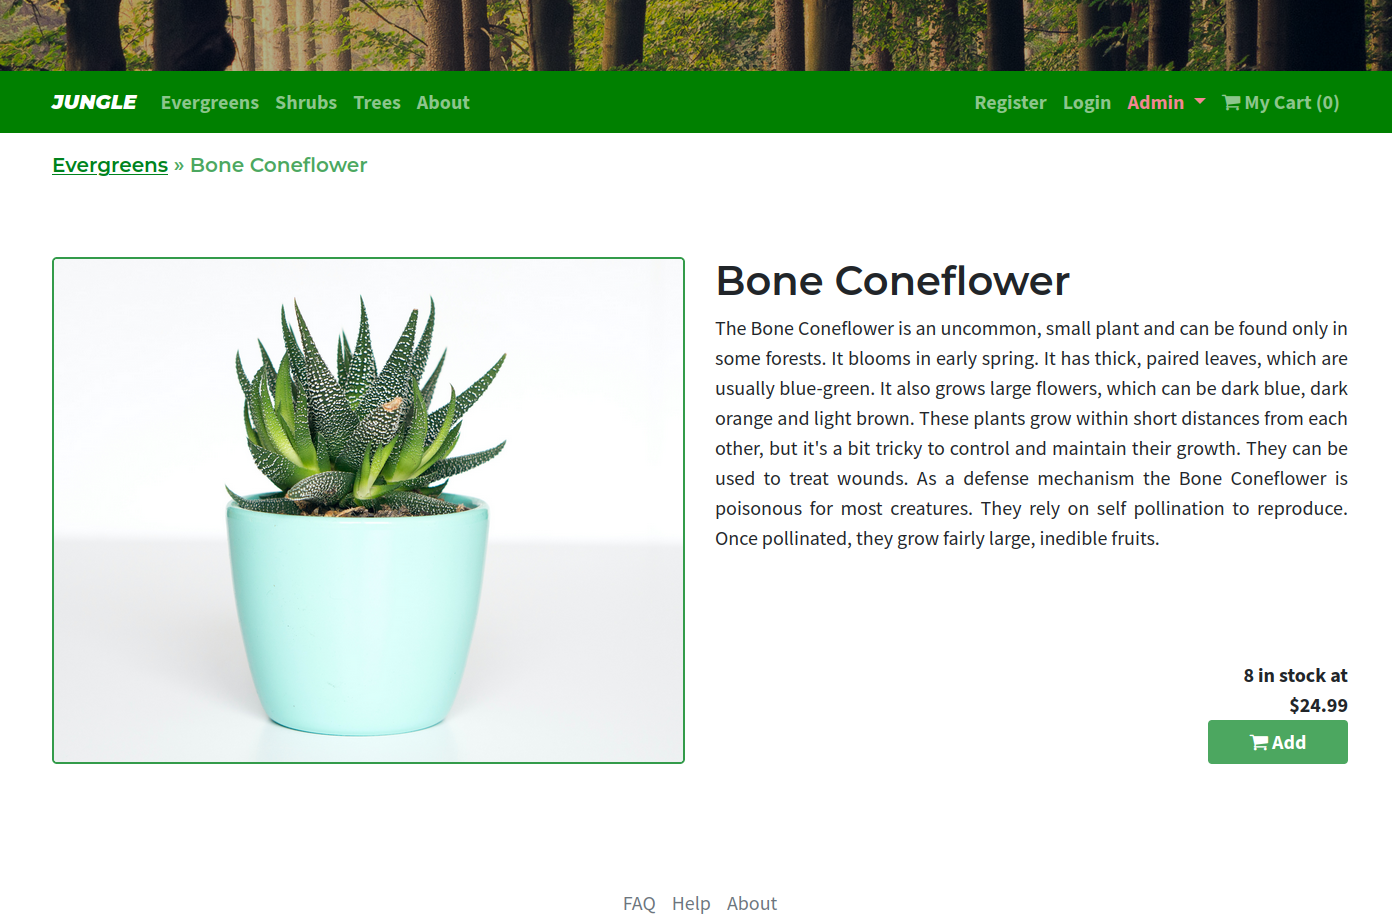 JUNGLE Evergreens Shrubs Trees About Register Login Admin My Cart (0)
Evergreens » Bone Coneflower
Bone Coneflower
The Bone Coneflower is an uncommon, small plant and can be found only in
some forests. It blooms in early spring. It has thick, paired leaves, which are
usually blue-green. It also grows large flowers, which can be dark blue, dark
orange and light brown. These plants grow within short distances from each
other, but it's a bit tricky to control and maintain their growth. They can be
used to treat wounds. As a defense mechanism the Bone Coneflower is
poisonous for most creatures. They rely on self pollination to reproduce.
Once pollinated, they grow fairly large, inedible fruits.
8 in stock at
$24.99
Add
FAQ Help About